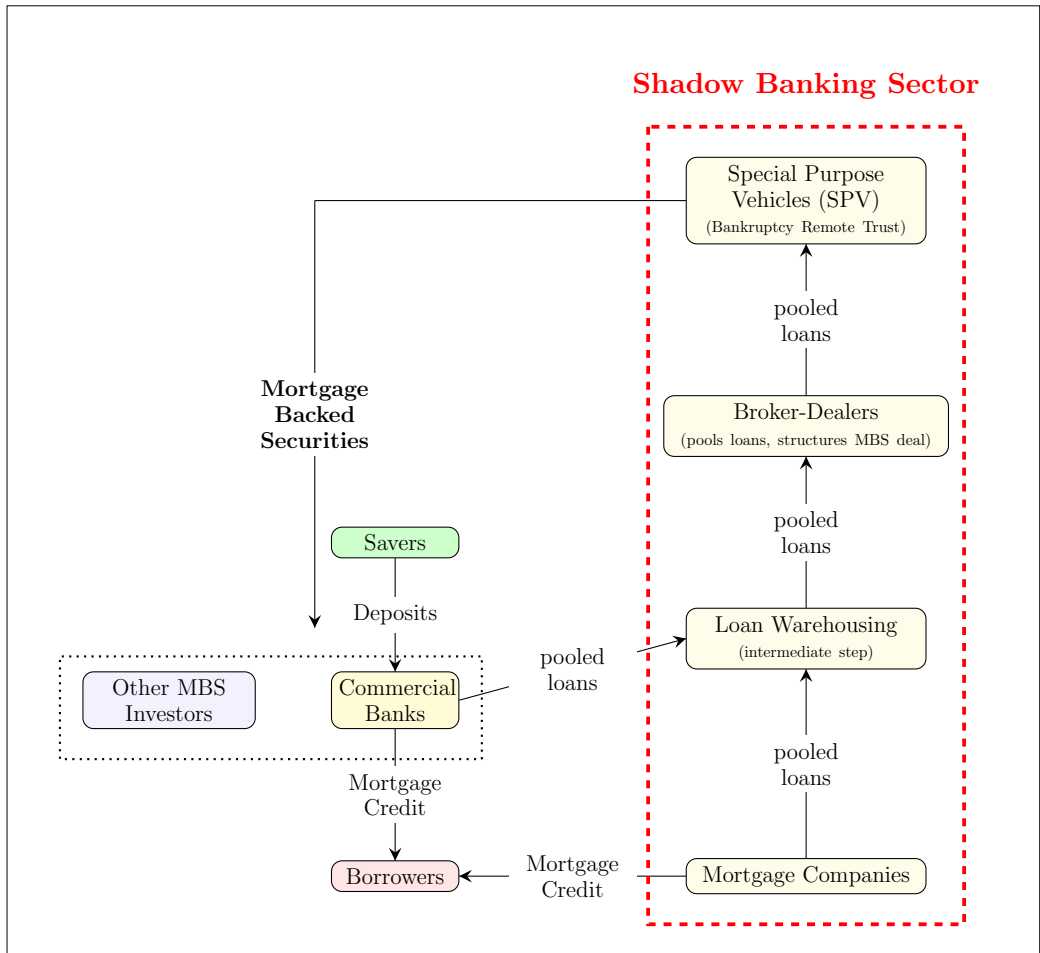 Shadow Banking Sector
Special Purpose
Vehicles (SPV)
(Bankruptcy Remote Trust)
pooled
loans
Mortgage
Backed
Securities
Broker-Dealers
(pools loans, structures MBS deal)
pooled
loans
Savers
Deposits
Loan Warehousing
(intermediate step)
pooled
loans
Other MBS
Investors
Commercial
Banks
pooled
loans
Mortgage
Credit
Borrowers
Mortgage
Credit
Mortgage Companies